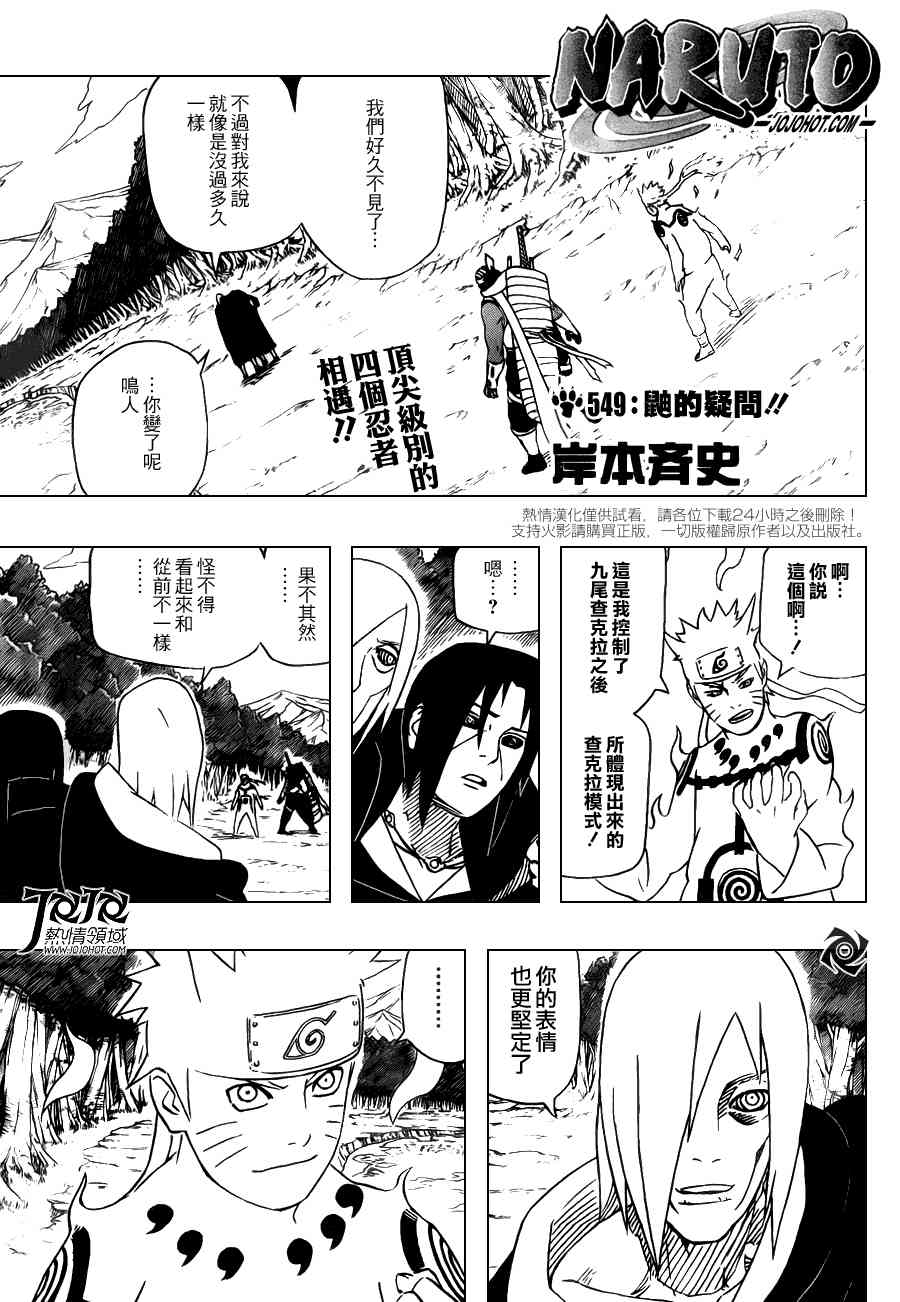 NARUTO
JOJOHOT.COM
我們好久不見了…
不過對我來說
就像是沒過多久
一樣
…你變了呢
鳴人
頂尖級別的
四個忍者
相遇!!
549:鼬的疑問!!
岸本斉史
熱情漢化僅供試看，請各位下載24小時之後刪除！
支持火影請購買正版，一切版權歸原作者以及出版社。
啊…
你説
這個啊…！
這是我控制了
九尾查克拉之後
所體現出來的
查克拉模式！
……
嗯…?
果不其然
……
怪不得
看起來和
從前不一樣
……
JOJO
熱情領域
WWW.JOJOHOT.COM
你的表情
也更堅定了
………